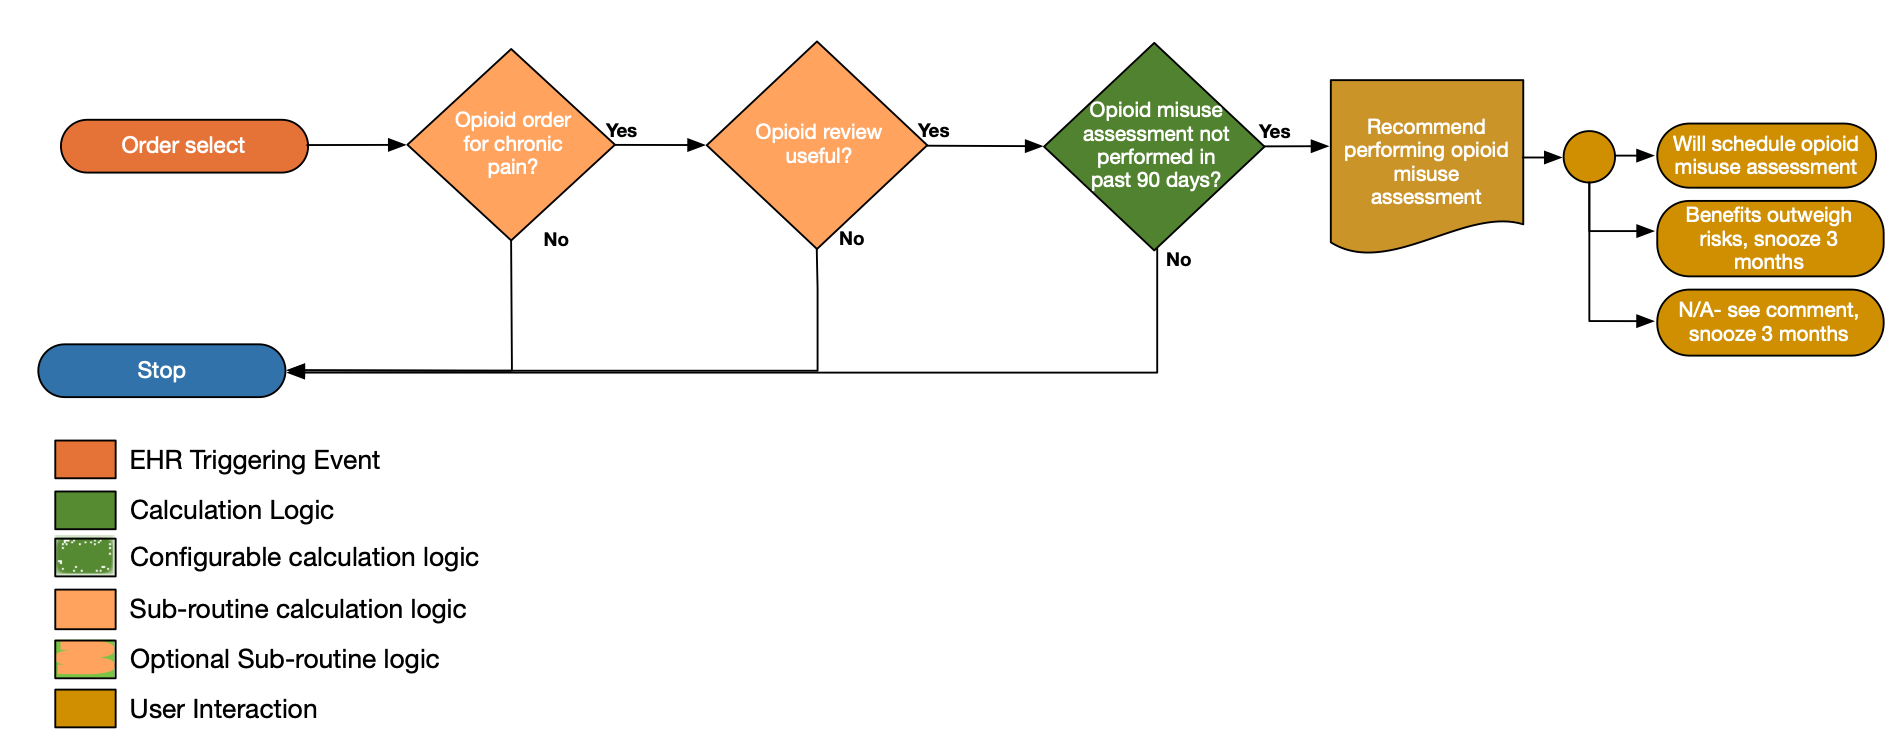 Order select
Opioid order
for chronic
pain?
Yes
No
Opioid review
useful?
Yes
No
Opioid misuse
assessment not
performed in
past 90 days?
Yes
No
Recommend
performing opioid
misuse
assessment
Will schedule opioid
misuse assessment
Benefits outweigh
risks, snooze 3
months
N/A- see comment,
snooze 3 months
Stop
EHR Triggering Event
Calculation Logic
Configurable calculation logic
Sub-routine calculation logic
Optional Sub-routine logic
User Interaction